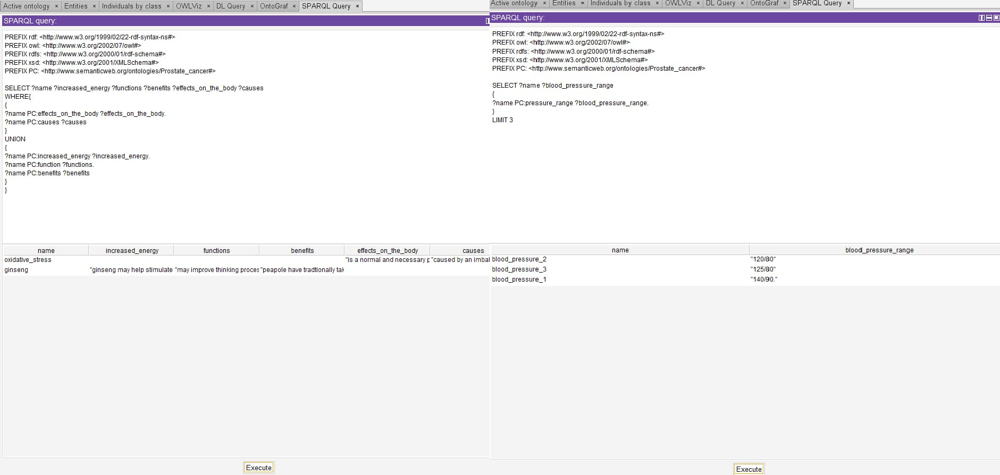 Active ontology × Entities × Individuals by class × OWLViz × DL Query × OntoGraf × SPARQL Query ×
SPARQL query:
PREFIX rdf: <http://www.w3.org/1999/02/22-rdf-syntax-ns#>
PREFIX owl: <http://www.w3.org/2002/07/owl#>
PREFIX rdfs: <http://www.w3.org/2000/01/rdf-schema#>
PREFIX xsd: <http://www.w3.org/2001/XMLSchema#>
PREFIX PC: <http://www.semanticweb.org/ontologies/Prostate_cancer#>
SELECT ?name ?increased_energy ?functions ?benefits ?effects_on_the_body ?causes
WHERE{
{
?name PC:effects_on_the_body ?effects_on_the_body.
?name PC:causes ?causes
}
UNION
{
?name PC:increased_energy ?increased_energy.
?name PC:function ?functions.
?name PC:benefits ?benefits
}
}
name increased_energy functions benefits effects_on_the_body causes
oxidative_stress "is a normal and necessary p "caused by an imbal
ginseng "ginseng may help stimulate "may improve thinking proces "peapole have tradtionally tak
Execute
Active ontology × Entities × Individuals by class × OWLViz × DL Query × OntoGraf × SPARQL Query ×
SPARQL query:
PREFIX rdf: <http://www.w3.org/1999/02/22-rdf-syntax-ns#>
PREFIX owl: <http://www.w3.org/2002/07/owl#>
PREFIX rdfs: <http://www.w3.org/2000/01/rdf-schema#>
PREFIX xsd: <http://www.w3.org/2001/XMLSchema#>
PREFIX PC: <http://www.semanticweb.org/ontologies/Prostate_cancer#>
SELECT ?name ?blood_pressure_range
{
?name PC:pressure_range ?blood_pressure_range.
}
LIMIT 3
name blood_pressure_range
blood_pressure_2 "120/80"
blood_pressure_3 "125/80"
blood_pressure_1 "140/90."
Execute